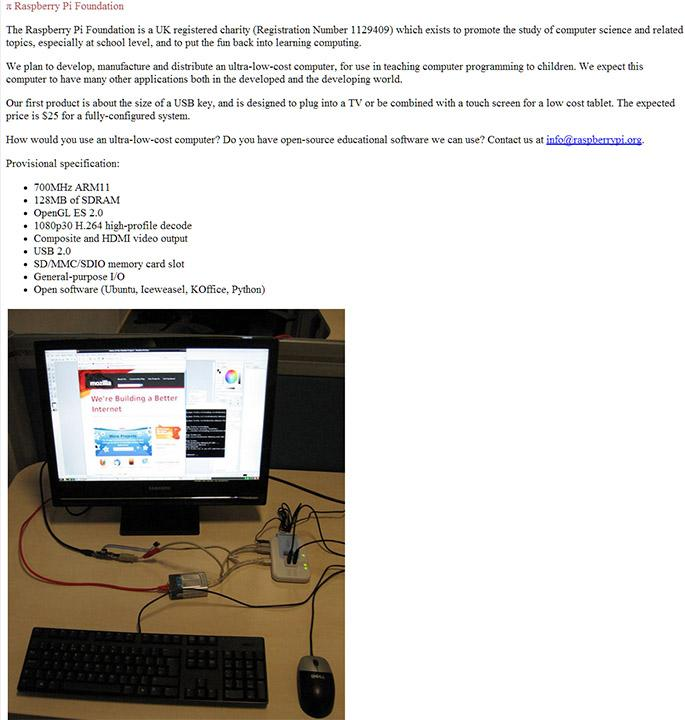 π Raspberry Pi Foundation
The Raspberry Pi Foundation is a UK registered charity (Registration Number 1129409) which exists to promote the study of computer science and related
topics, especially at school level, and to put the fun back into learning computing.
We plan to develop, manufacture and distribute an ultra-low-cost computer, for use in teaching computer programming to children. We expect this
computer to have many other applications both in the developed and the developing world.
Our first product is about the size of a USB key, and is designed to plug into a TV or be combined with a touch screen for a low cost tablet. The expected
price is $25 for a fully-configured system.
How would you use an ultra-low-cost computer? Do you have open-source educational software we can use? Contact us at info@raspberrypi.org.
Provisional specification:
• 700MHz ARM11
• 128MB of SDRAM
• OpenGL ES 2.0
• 1080p30 H.264 high-profile decode
• Composite and HDMI video output
• USB 2.0
• SD/MMC/SDIO memory card slot
• General-purpose I/O
• Open software (Ubuntu, Iceweasel, KOffice, Python)
mozilla
We're Building a Better
Internet
More Projects
SAMSUNG
DELL